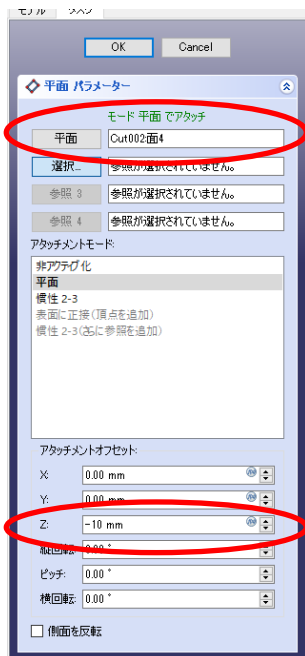 モデル タスク
OK Cancel
平面 パラメーター
モード 平面 でアタッチ
平面 Cut002:面4
選択... 参照が選択されていません。
参照 3 参照が選択されていません。
参照 4 参照が選択されていません。
アタッチメントモード:
非アクティブ化
平面
慣性 2-3
表面に正接(頂点を追加)
慣性 2-3(さらに参照を追加)
アタッチメントオフセット:
X: 0.00 mm
Y: 0.00 mm
Z: -10 mm
縦回転: 0.00 °
ピッチ: 0.00 °
横回転: 0.00 °
側面を反転